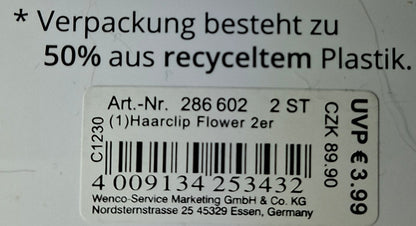 * Verpackung besteht zu
50% aus recyceltem Plastik.
Art.-Nr. 286 602 2 ST
(1)Haarclip Flower 2er
C1230
4 009134 253432
Wenco-Service Marketing GmbH & Co. KG
Nordsternstrasse 25 45329 Essen, Germany
CZK 89.90
UVP € 3.99